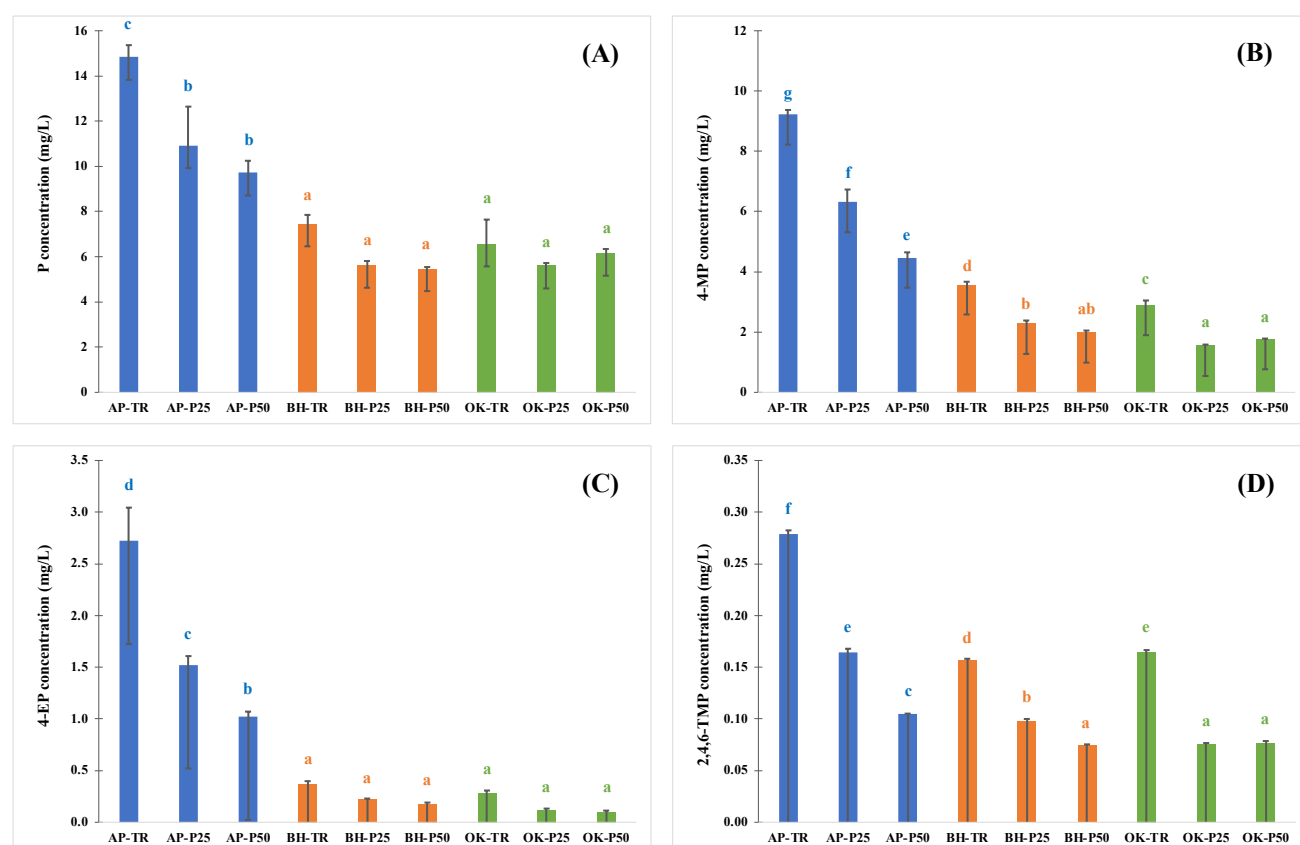 (A)
P concentration (mg/L)
16
14
12
10
8
6
4
2
0
c
b
b
a
a
a
a
a
a
AP-TR AP-P25 AP-P50 BH-TR BH-P25 BH-P50 OK-TR OK-P25 OK-P50
(B)
4-MP concentration (mg/L)
12
10
8
6
4
2
0
g
f
e
d
b
ab
c
a
a
AP-TR AP-P25 AP-P50 BH-TR BH-P25 BH-P50 OK-TR OK-P25 OK-P50
(C)
4-EP concentration (mg/L)
3.5
3.0
2.5
2.0
1.5
1.0
0.5
0.0
d
c
b
a
a
a
a
a
a
AP-TR AP-P25 AP-P50 BH-TR BH-P25 BH-P50 OK-TR OK-P25 OK-P50
(D)
2,4,6-TMP concentration (mg/L)
0.35
0.30
0.25
0.20
0.15
0.10
0.05
0.00
f
e
c
d
b
a
e
a
a
AP-TR AP-P25 AP-P50 BH-TR BH-P25 BH-P50 OK-TR OK-P25 OK-P50